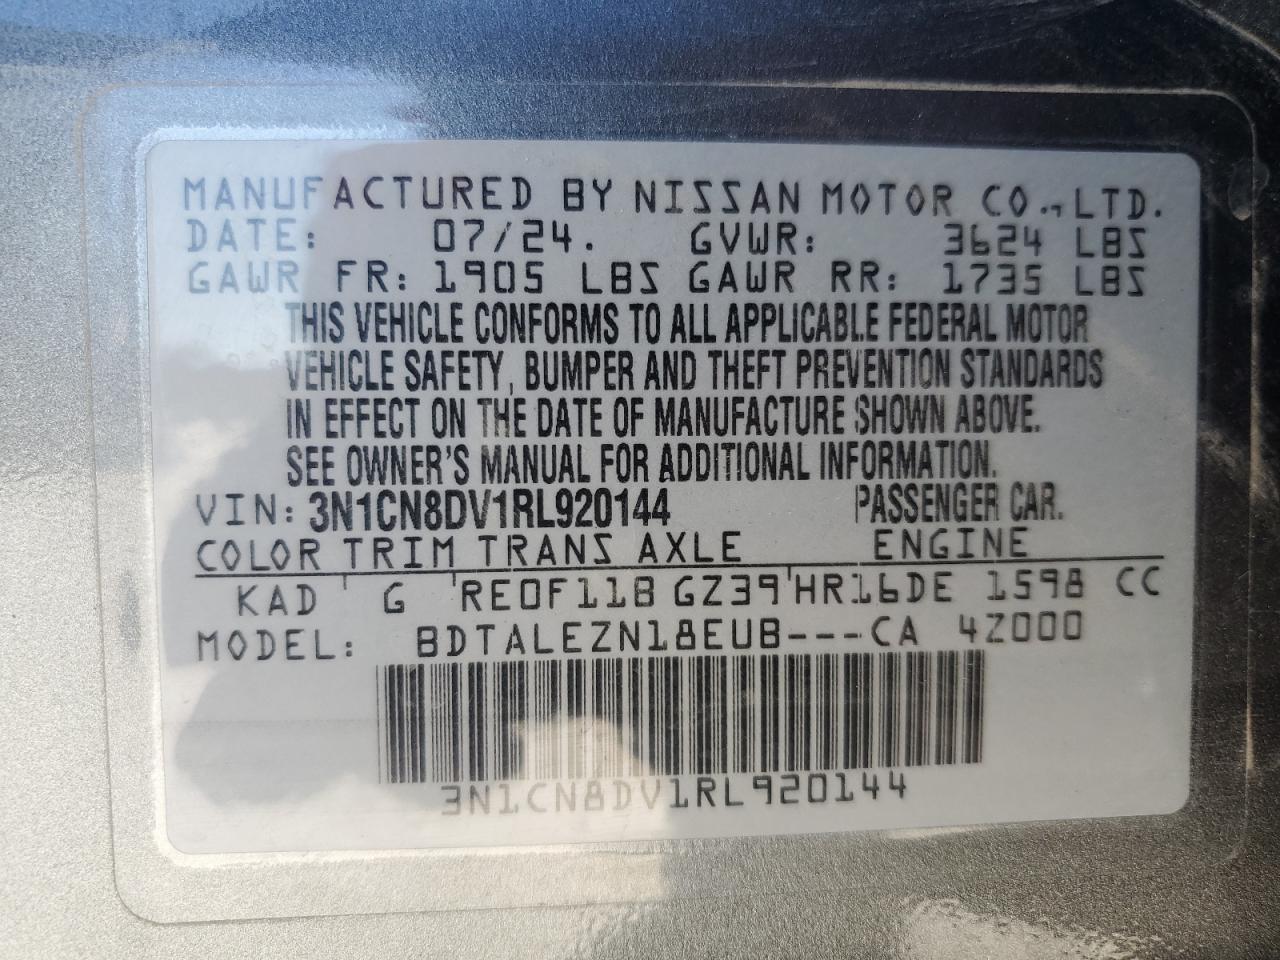 MANUFACTURED BY NISSAN MOTOR CO., LTD.
DATE: 07/24. GVWR: 3624 LBS
GAWR FR: 1905 LBS GAWR RR: 1735 LBS
THIS VEHICLE CONFORMS TO ALL APPLICABLE FEDERAL MOTOR
VEHICLE SAFETY, BUMPER AND THEFT PREVENTION STANDARDS
IN EFFECT ON THE DATE OF MANUFACTURE SHOWN ABOVE.
SEE OWNER'S MANUAL FOR ADDITIONAL INFORMATION.
VIN: 3N1CN8DV1RL920144 PASSENGER CAR.
COLOR TRIM TRANS AXLE ENGINE
KAD ' G 'RE0F11B GZ39'HR16DE 1598 CC
MODEL: BDTALEZN18EUB---CA 4Z000
3N1CN8DV1RL920144